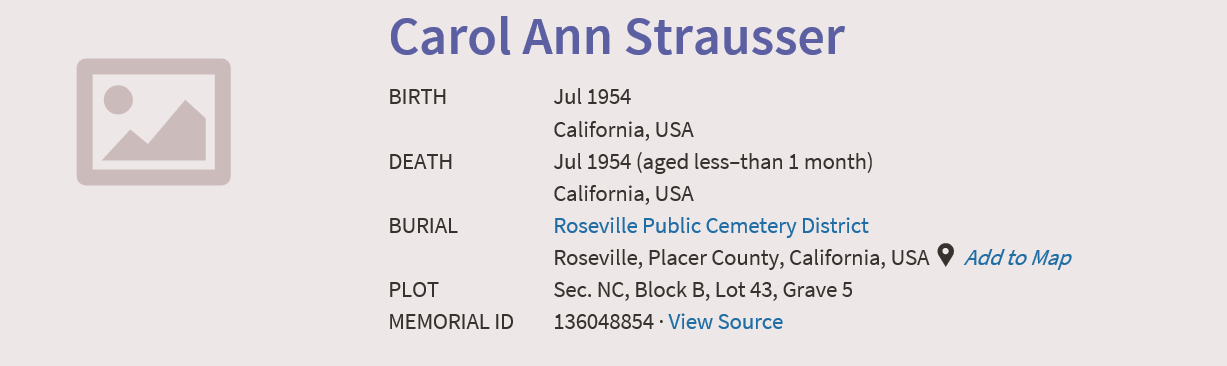 Carol Ann Strausser
BIRTH Jul 1954
California, USA
DEATH Jul 1954 (aged less–than 1 month)
California, USA
BURIAL Roseville Public Cemetery District
Roseville, Placer County, California, USA Add to Map
PLOT Sec. NC, Block B, Lot 43, Grave 5
MEMORIAL ID 136048854 · View Source